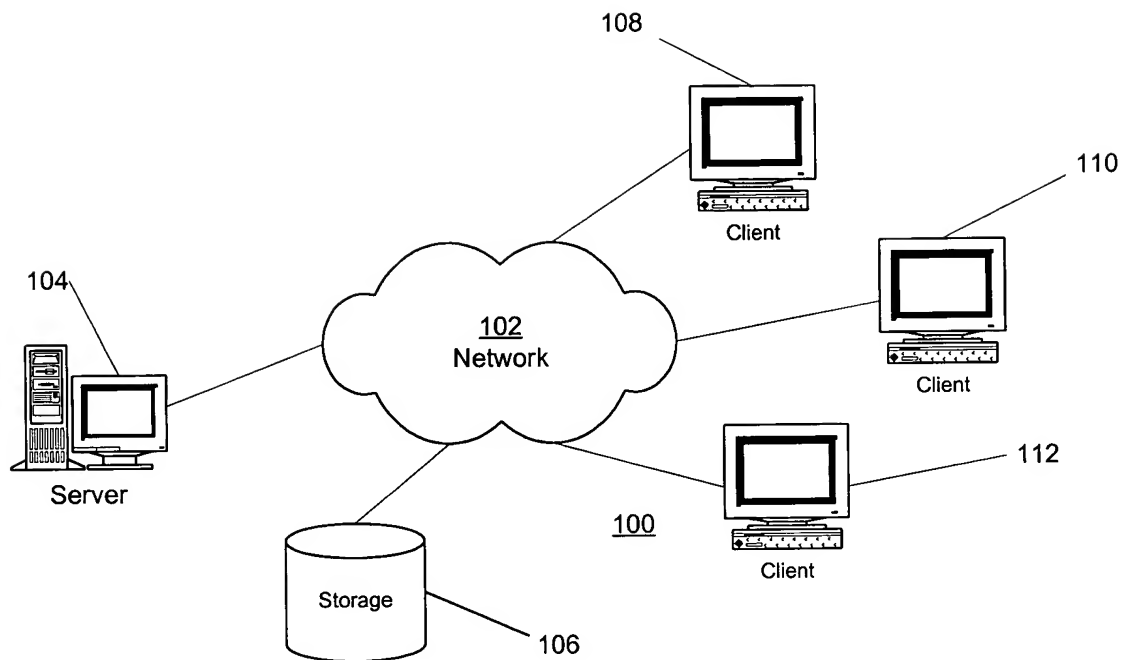 108
110
Client
104
102
Network
Client
112
Server
100
Storage
Client
106